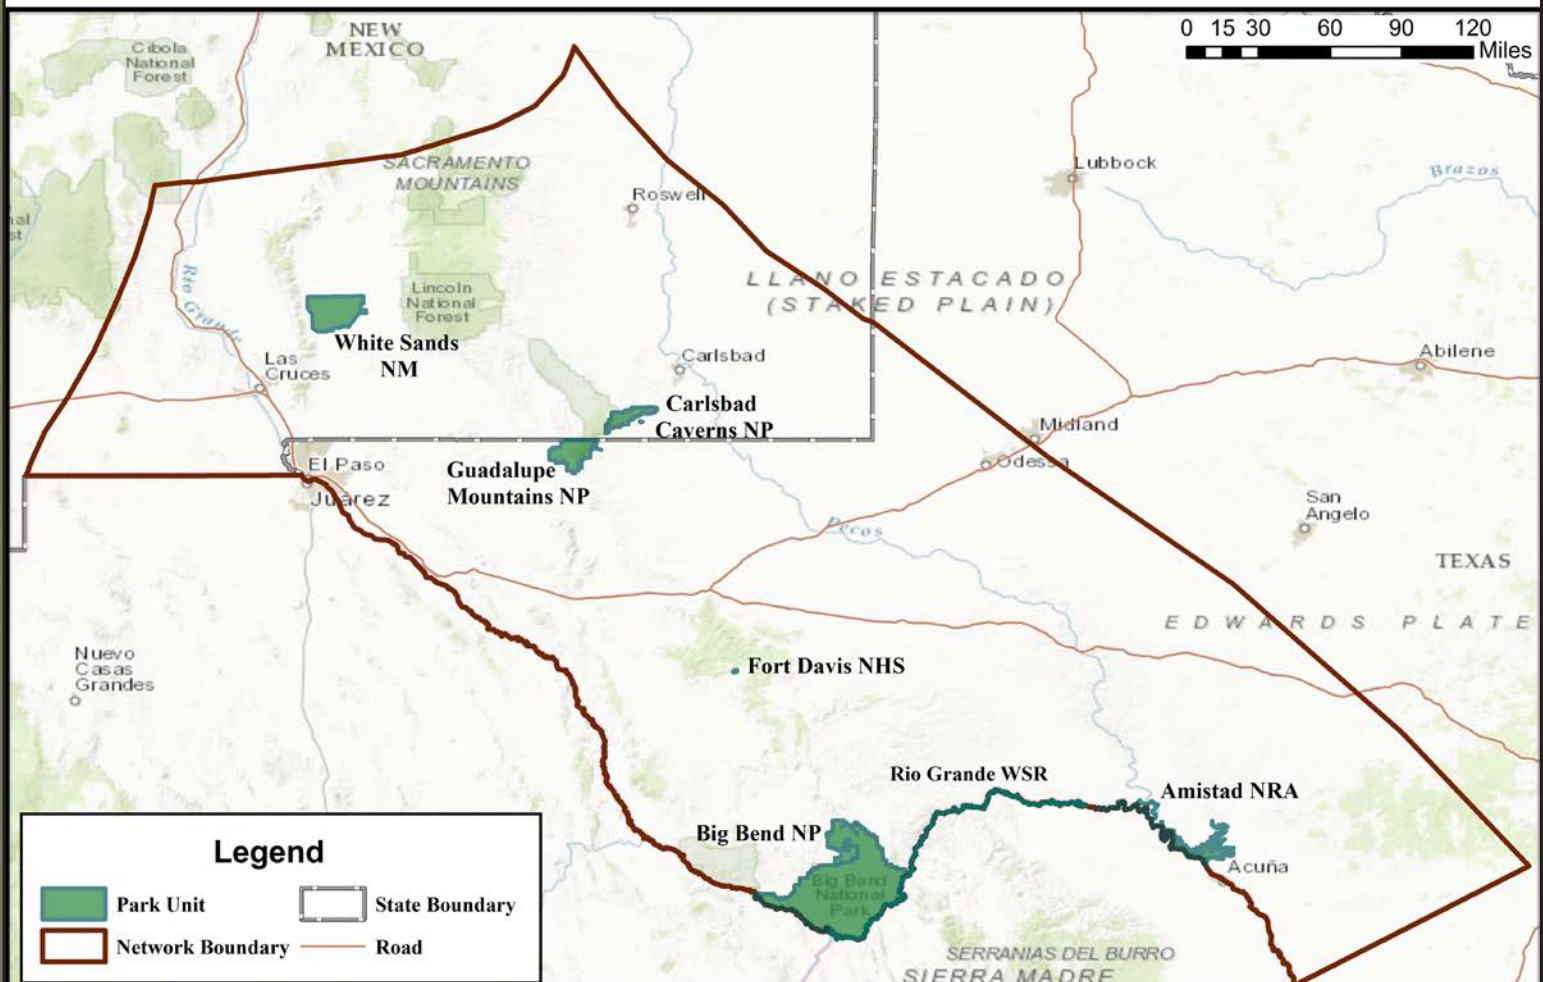 NEW
MEXICO
0 15 30 60 90 120
Miles
Cibola
National
Forest
SACRAMENTO
MOUNTAINS
Lubbock
Brazos
Roswell
Rio Grande
LLANO ESTACADO
(STAKED PLAIN)
Lincoln
National
Forest
White Sands
NM
Las
Cruces
Carlsbad
Abilene
Carlsbad
Caverns NP
Midland
El Paso
Guadalupe
Mountains NP
Odessa
Juárez
San
Angelo
Pecos
TEXAS
EDWARDS PLATE
Nuevo
Casas
Grandes
Fort Davis NHS
Rio Grande WSR
Amistad NRA
Big Bend NP
Acuña
Big Bend
National
Park
SERRANIAS DEL BURRO
SIERRA MADRE
Legend
Park Unit
State Boundary
Network Boundary
Road